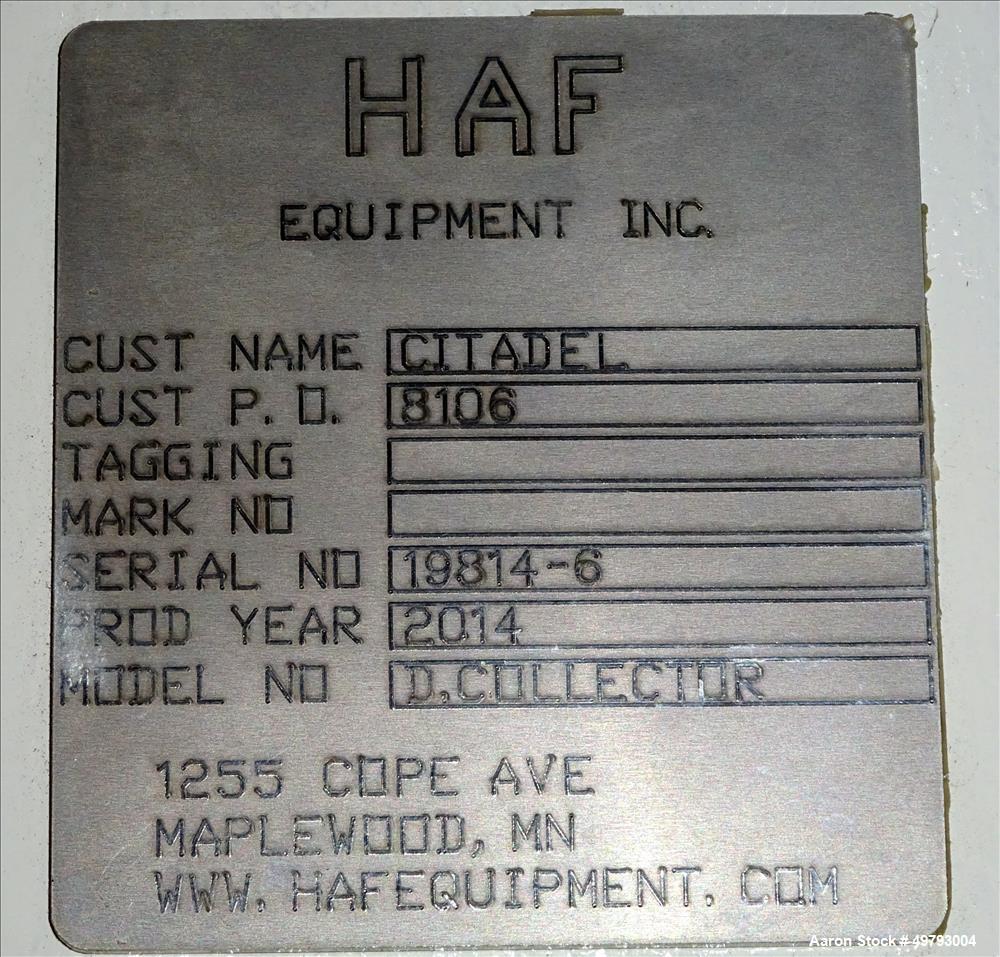 HAF
EQUIPMENT INC.
CUST NAME CITADEL
CUST P.O. 8106
TAGGING
MARK NO
SERIAL NO 19814-6
PROD YEAR 2014
MODEL NO D.COLLECTOR
1255 COPE AVE
MAPLEWOOD, MN
WWW.HAFEQUIPMENT.COM
Aaron Stock # 49793004